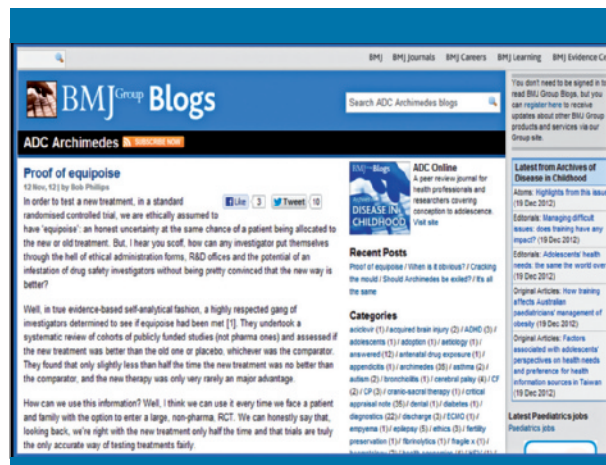 BMJ BMJ Journals BMJ Careers BMJ Learning BMJ Evidence Ce
BMJ Group Blogs
Search ADC Archimedes blogs
ADC Archimedes SUBSCRIBE NOW
Proof of equipoise
12 Nov, 12 | by Bob Phillips
Like 3 Tweet 10
In order to test a new treatment, in a standard
randomised controlled trial, we are ethically assumed to
have 'equipoise': an honest uncertainty at the same chance of a patient being allocated to
the new or old treatment. But, I hear you scoff, how can any investigator put themselves
through the hell of ethical administration forms, R&D offices and the potential of an
infestation of drug safety investigators without being pretty convinced that the new way is
better?
Well, in true evidence-based self-analytical fashion, a highly respected gang of
investigators determined to see if equipoise had been met [1]. They undertook a
systematic review of cohorts of publicly funded studies (not pharma ones) and assessed if
the new treatment was better than the old one or placebo, whichever was the comparator.
They found that only slightly less than half the time the new treatment was no better than
the comparator, and the new therapy was only very rarely an major advantage.
How can we use this information? Well, I think we can use it every time we face a patient
and family with the option to enter a large, non-pharma, RCT. We can honestly say that,
looking back, we're right with the new treatment only half the time and that trials are truly
the only accurate way of testing treatments fairly.
BMJ Blogs
DISEASE IN
CHILDHOOD
ADC Online
A peer review journal for
health professionals and
researchers covering
conception to adolescence.
Visit site
Recent Posts
Proof of equipoise / When is it obvious? / Cracking
the mould / Should Archimedes be exiled? / It's all
the same
Categories
aciclovir (1) / acquired brain injury (2) / ADHD (3) /
adolescents (1) / adoption (1) / aetiology (1) /
answered (12) / antenatal drug exposure (1) /
appendicitis (1) / archimedes (38) / asthma (2) /
autism (2) / bronchiolitis (1) / cerebral palsy (4) / CF
(2) / CP (3) / cranio-sacral therapy (1) / critical
appraisal note (35) / denial (1) / diabetes (1) /
diagnostics (22) / discharge (3) / ECMO (1) /
empyema (1) / epilepsy (5) / ethics (3) / fertility
preservation (1) / fibrinolytics (1) / fragile x (1) /
You don't need to be signed in to
read BMJ Group Blogs, but you
can register here to receive
updates about other BMJ Group
products and services via our
Group site.
Latest from Archives of
Disease in Childhood
Atoms: Highlights from this issue
(19 Dec 2012)
Editorials: Managing difficult
issues: does training have any
impact? (19 Dec 2012)
Editorials: Adolescents' health
needs: the same the world over
(19 Dec 2012)
Original Articles: How training
affects Australian
paediatricians' management of
obesity (19 Dec 2012)
Original Articles: Factors
associated with adolescents'
perspectives on health needs
and preference for health
information sources in Taiwan
(19 Dec 2012)
Latest Paediatrics jobs
Paediatrics jobs